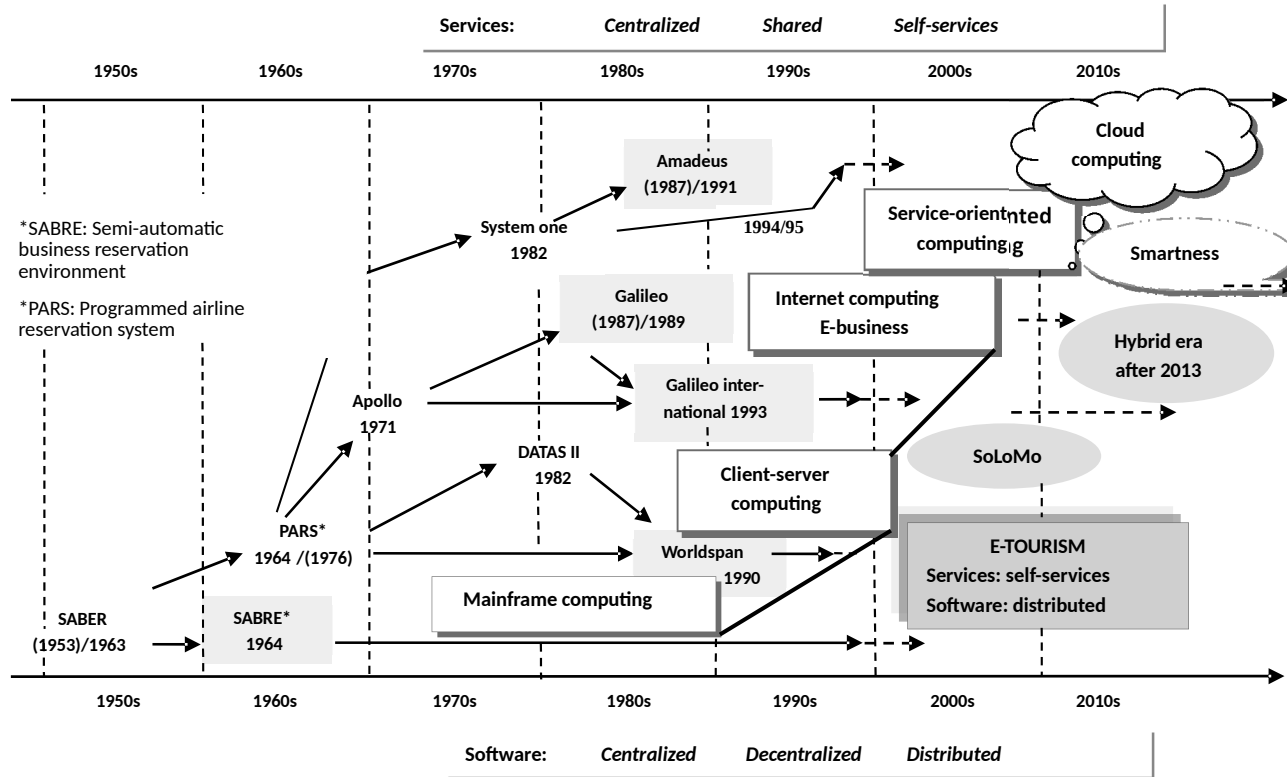 Services: Centralized Shared Self-services
1950s 1960s 1970s 1980s 1990s 2000s 2010s
Cloud
computing
Amadeus
(1987)/1991
System one
1982
1994/95
Service-oriented
computing
Smartness
*SABRE: Semi-automatic
business reservation
environment
*PARS: Programmed airline
reservation system
Galileo
(1987)/1989
Internet computing
E-business
Hybrid era
after 2013
Galileo inter-
national 1993
Apollo
1971
DATAS II
1982
SoLoMo
Client-server
computing
PARS*
1964 /(1976)
Worldspan
1990
E-TOURISM
Services: self-services
Software: distributed
Mainframe computing
SABER
(1953)/1963
SABRE*
1964
1950s 1960s 1970s 1980s 1990s 2000s 2010s
Software: Centralized Decentralized Distributed